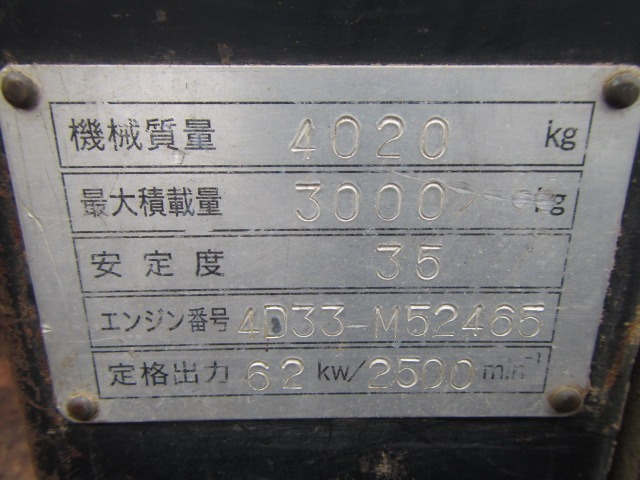 機械質量 4020 kg
最大積載量 3000 kg
安定度 35
エンジン番号 4D33-M52465
定格出力 62 kw/2500 min⁻¹